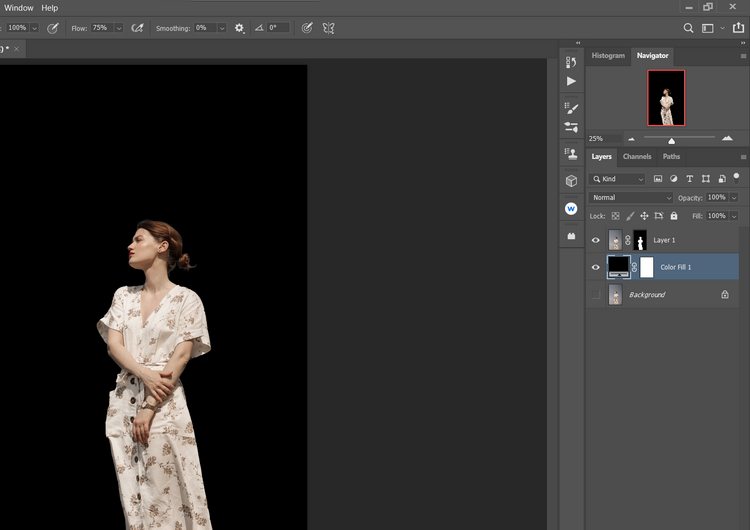 Window Help
: 100% Flow: 75% Smoothing: 0% 0°
) * ×
Histogram Navigator
25%
Layers Channels Paths
Kind
Normal Opacity: 100%
Lock: Fill: 100%
Layer 1
Color Fill 1
Background